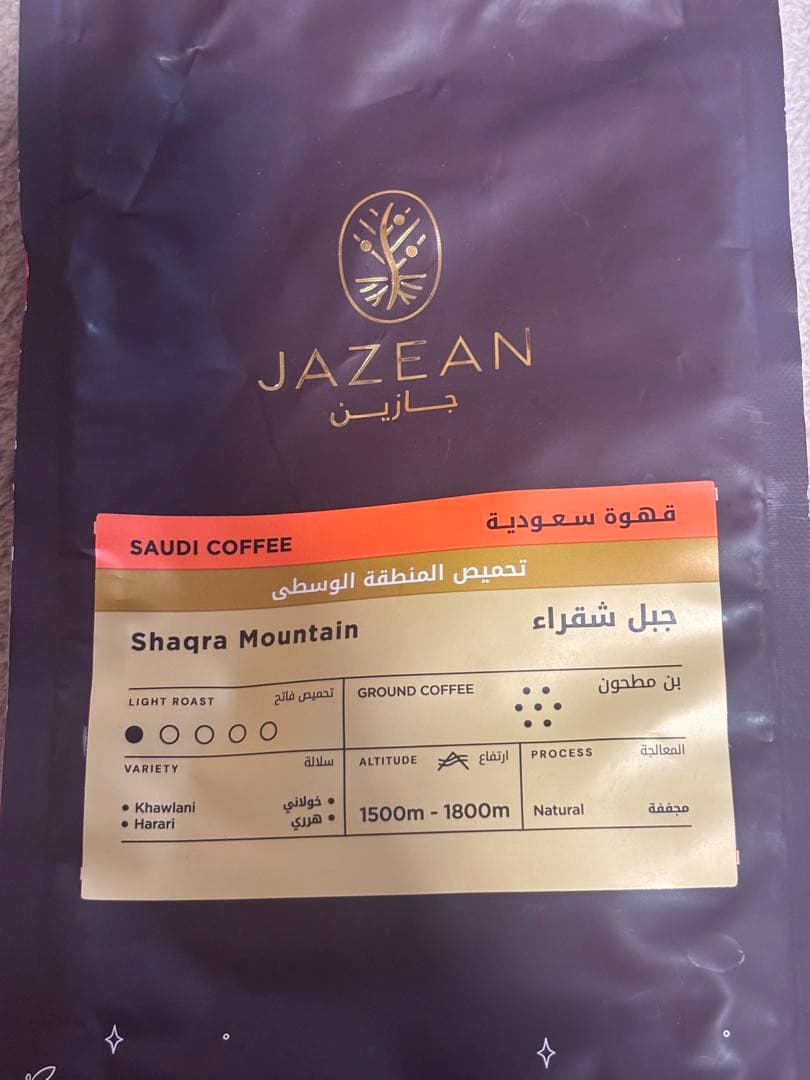 JAZEAN
جازين
SAUDI COFFEE قهوة سعودية
تحميص المنطقة الوسطى
Shaqra Mountain جبل شقراء
LIGHT ROAST تحميص فاتح
GROUND COFFEE بن مطحون
VARIETY سلالة
• Khawlani • خولاني
• Harari • هرري
ALTITUDE ارتفاع
1500m - 1800m
PROCESS المعالجة
Natural مجففة